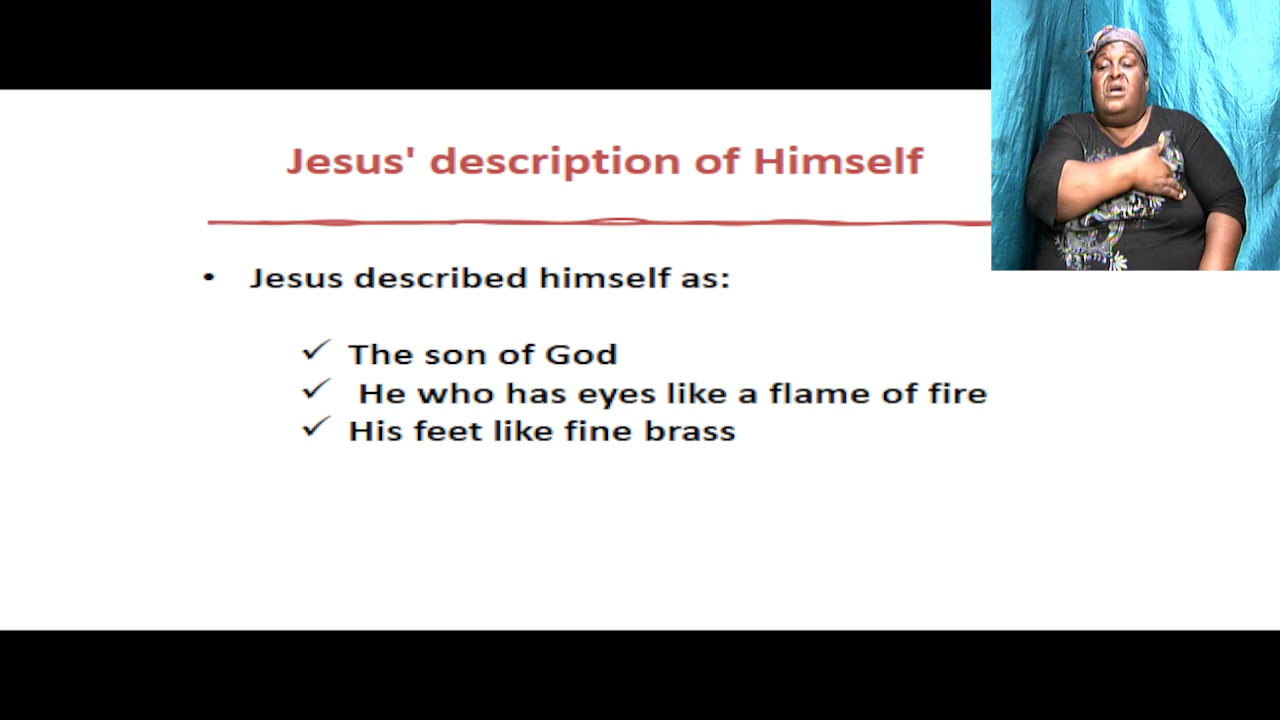 Jesus' description of Himself
• Jesus described himself as:
✓ The son of God
✓ He who has eyes like a flame of fire
✓ His feet like fine brass